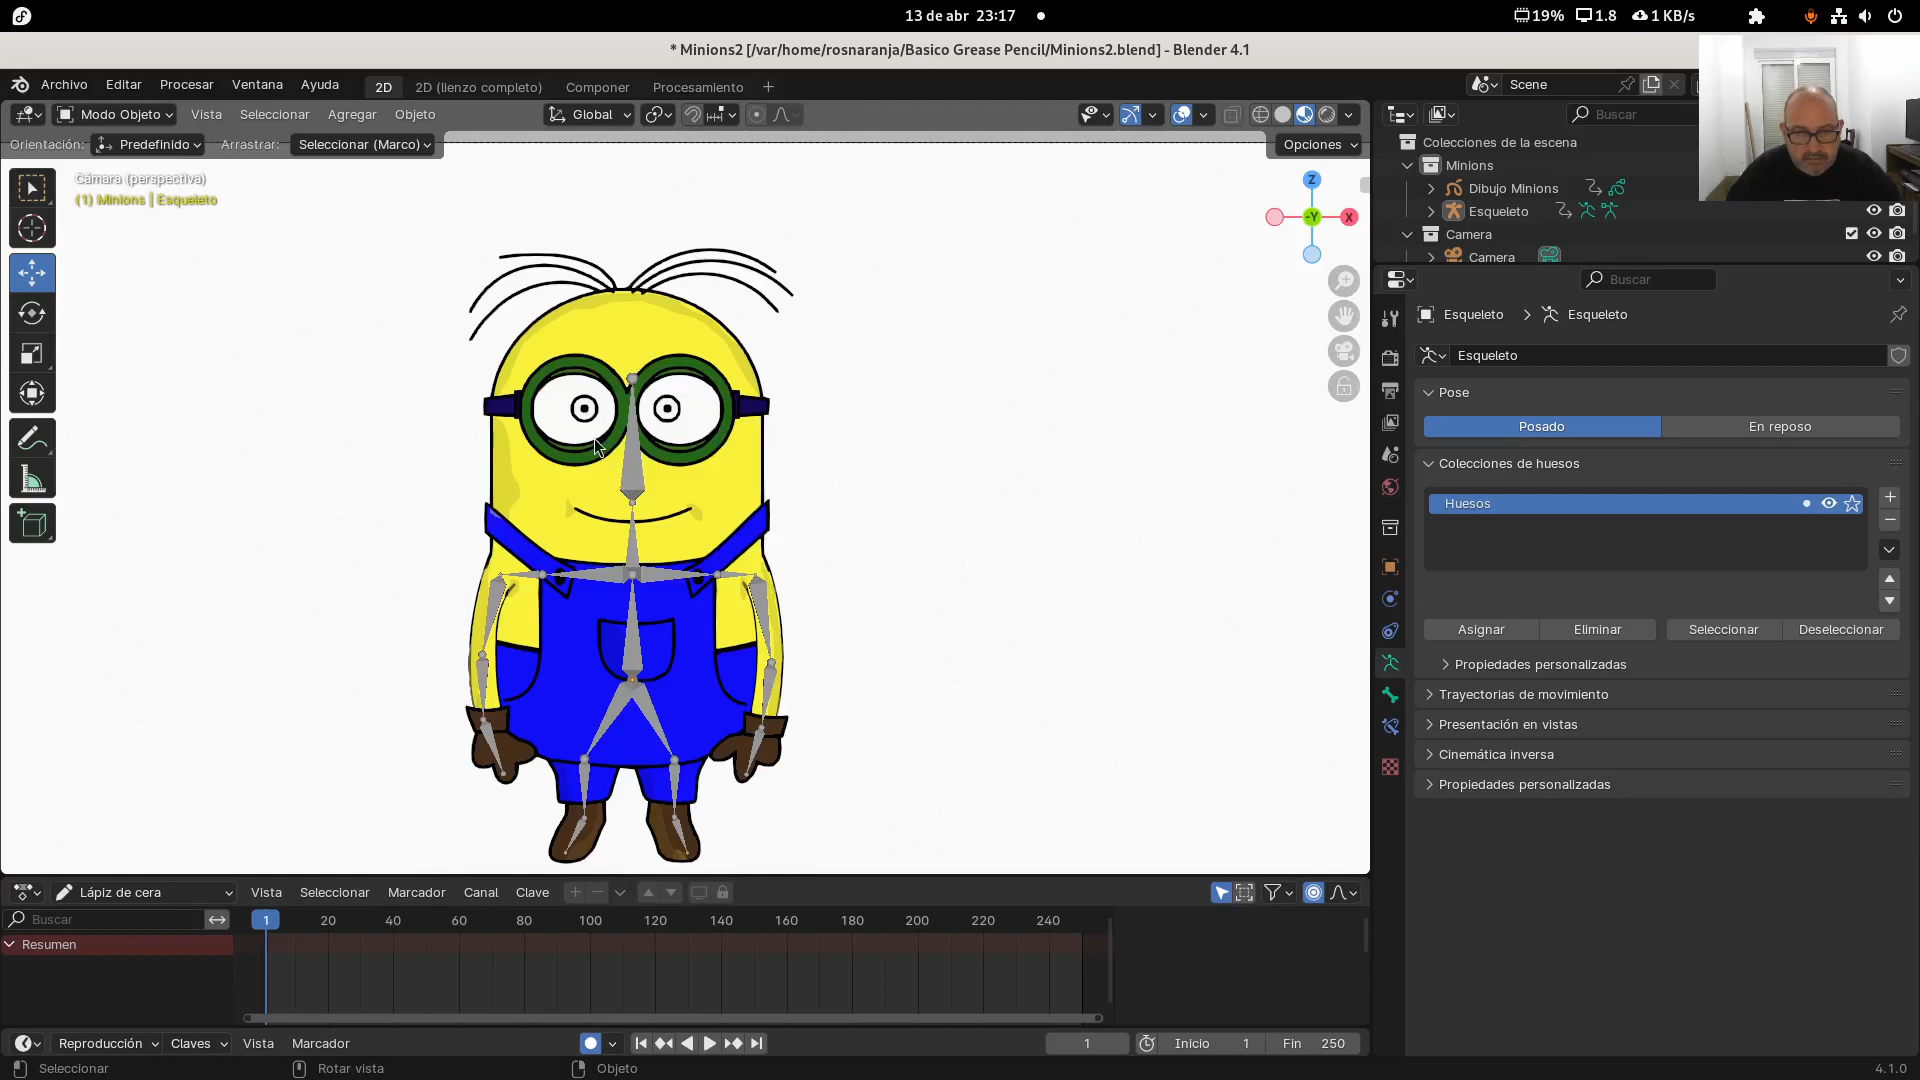 13 de abr 23:17
19% 1.8 1 KB/s
* Minions2 [/var/home/rosnaranja/Basico Grease Pencil/Minions2.blend] - Blender 4.1
Archivo Editar Procesar Ventana Ayuda 2D 2D (lienzo completo) Componer Procesamiento + Scene
Modo Objeto Vista Seleccionar Agregar Objeto Global Buscar
Orientación: Predefinido Arrastrar: Seleccionar (Marco) Opciones
Colecciones de la escena
Minions
Dibujo Minions
Esqueleto
Camera
Camera
Cámara (perspectiva)
(1) Minions | Esqueleto
Z
-Y X
Buscar
Esqueleto > Esqueleto
Esqueleto
Pose
Posado En reposo
Colecciones de huesos
Huesos
Asignar Eliminar Seleccionar Deseleccionar
Propiedades personalizadas
Trayectorias de movimiento
Presentación en vistas
Cinemática inversa
Propiedades personalizadas
Lápiz de cera Vista Seleccionar Marcador Canal Clave
Buscar 1 20 40 60 80 100 120 140 160 180 200 220 240
Resumen
Reproducción Claves Vista Marcador 1 Inicio 1 Fin 250
Seleccionar Rotar vista Objeto 4.1.0